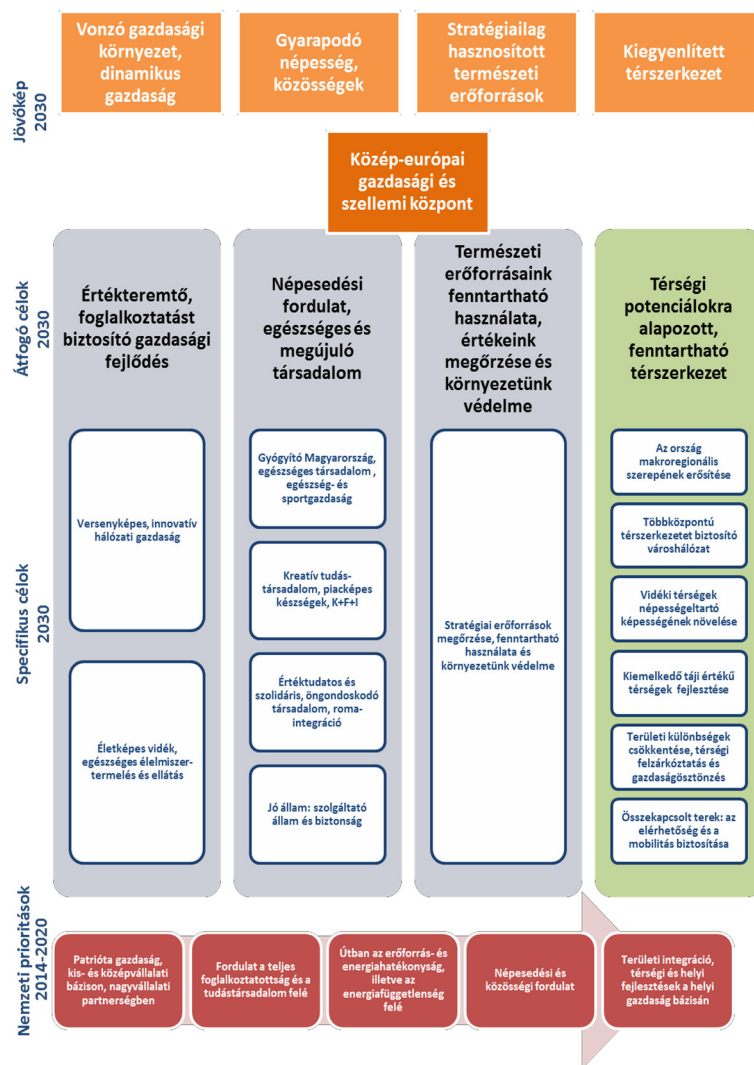 Jövőkép
2030
Vonzó gazdasági
környezet,
dinamikus
gazdaság
Gyarapodó
népesség,
közösségek
Stratégiailag
hasznosított
természeti
erőforrások
Kiegyenlített
térszerkezet
Közép-európai
gazdasági és
szellemi központ
Átfogó célok
2030
Értékteremtő,
foglalkoztatást
biztosító gazdasági
fejlődés
Népesedési
fordulat,
egészséges és
megújuló
társadalom
Természeti
erőforrásaink
fenntartható
használata,
értékeink
megőrzése és
környezetünk
védelme
Térségi
potenciálokra
alapozott,
fenntartható
térszerkezet
Specifikus célok
2030
Versenyképes, innovatív
hálózati gazdaság
Életképes vidék,
egészséges élelmiszer-
termelés és ellátás
Gyógyító Magyarország,
egészséges társadalom ,
egészség- és
sportgazdaság
Kreatív tudás-
társadalom, piacképes
készségek, K+F+I
Értéktudatos és
szolidáris, öngondoskodó
társadalom, roma-
integráció
Jó állam: szolgáltató
állam és biztonság
Stratégiai erőforrások
megőrzése, fenntartható
használata és
környezetünk védelme
Az ország
makroregionális
szerepének erősítése
Többközpontú
térszerkezetet biztosító
városhálózat
Vidéki térségek
népességeltartó
képességének növelése
Kiemelkedő táji értékű
térségek fejlesztése
Területi különbségek
csökkentése, térségi
felzárkóztatás és
gazdaságösztönzés
Összekapcsolt terek: az
elérhetőség és a
mobilitás biztosítása
Nemzeti prioritások
2014-2020
Patrióta gazdaság,
kis- és középvállalati
bázison, nagyvállalati
partnerségben
Fordulat a teljes
foglalkoztatottság és a
tudástársadalom felé
Útban az erőforrás- és
energiahatékonyság,
illetve az
energiafüggetlenség
felé
Népesedési és
közösségi fordulat
Területi integráció,
térségi és helyi
fejlesztések a helyi
gazdaság bázisán